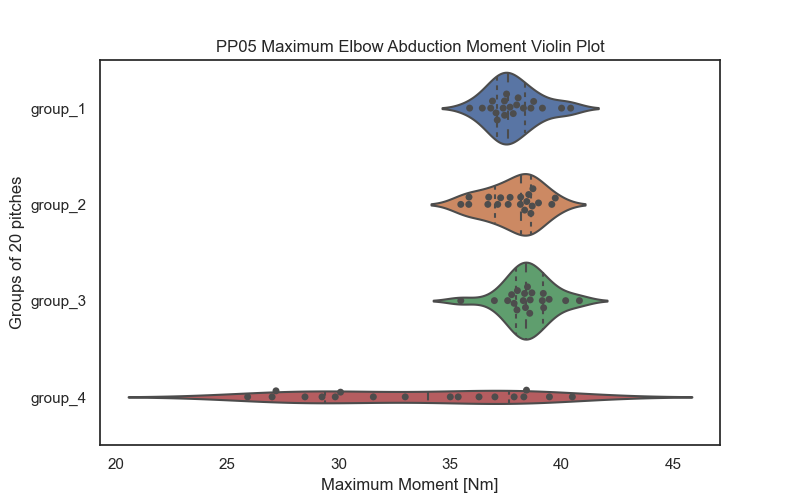 PP05 Maximum Elbow Abduction Moment Violin Plot
Groups of 20 pitches
group_1
group_2
group_3
group_4
20 25 30 35 40 45
Maximum Moment [Nm]